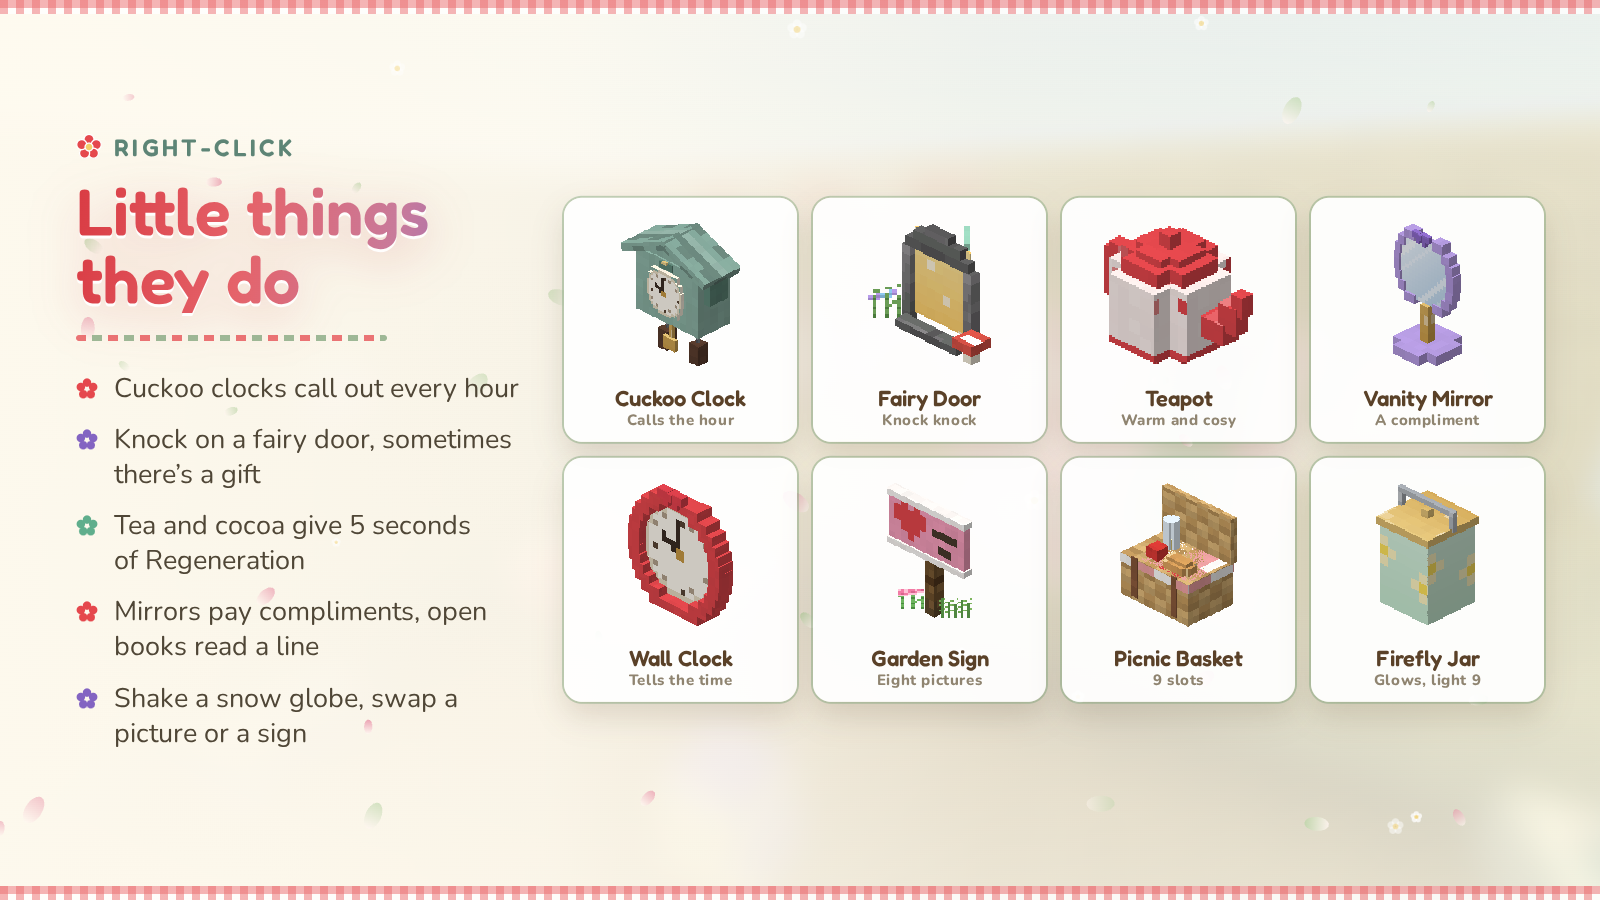 RIGHT-CLICK
Little things
they do
Cuckoo clocks call out every hour
Knock on a fairy door, sometimes
there’s a gift
Tea and cocoa give 5 seconds
of Regeneration
Mirrors pay compliments, open
books read a line
Shake a snow globe, swap a
picture or a sign
Cuckoo Clock
Calls the hour
Fairy Door
Knock knock
Teapot
Warm and cosy
Vanity Mirror
A compliment
Wall Clock
Tells the time
Garden Sign
Eight pictures
Picnic Basket
9 slots
Firefly Jar
Glows, light 9